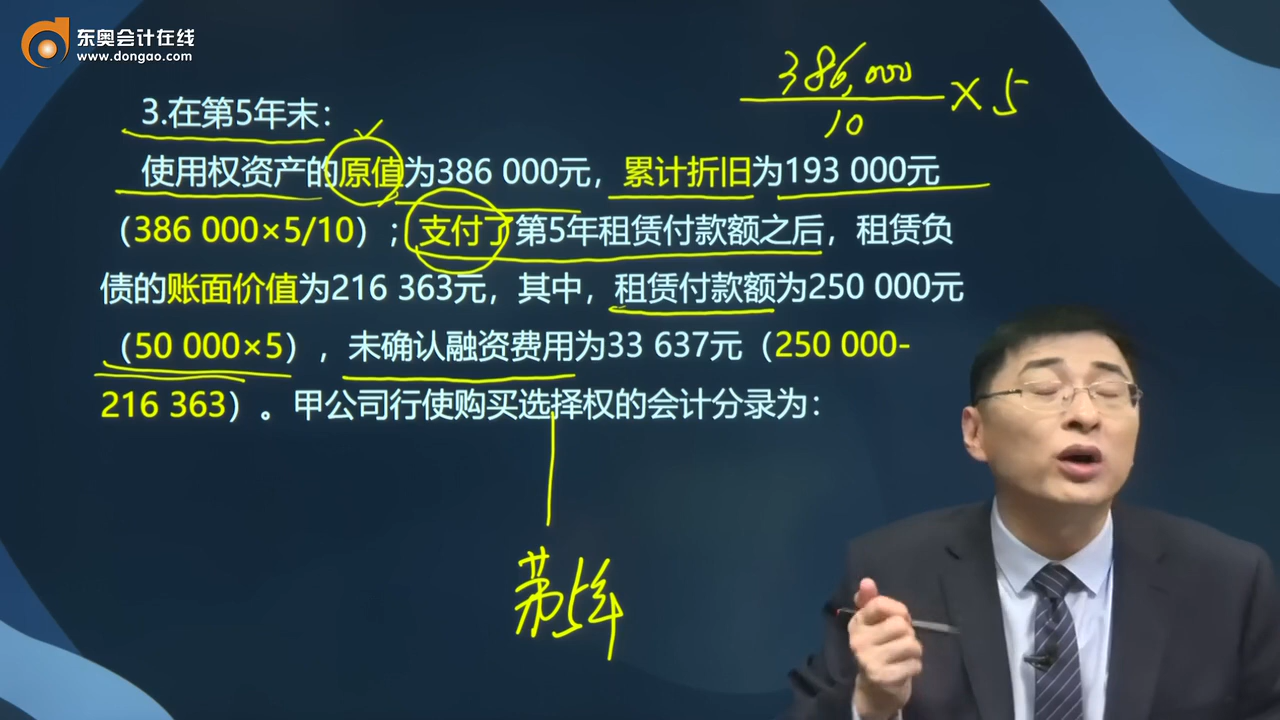 东奥会计在线
www.dongao.com
386,000
10
×5
3.在第5年末：
使用权资产的原值为386 000元，累计折旧为193 000元
（386 000×5/10）；支付了第5年租赁付款额之后，租赁负
债的账面价值为216 363元，其中，租赁付款额为250 000元
（50 000×5），未确认融资费用为33 637元（250 000-
216 363）。甲公司行使购买选择权的会计分录为：
第5年